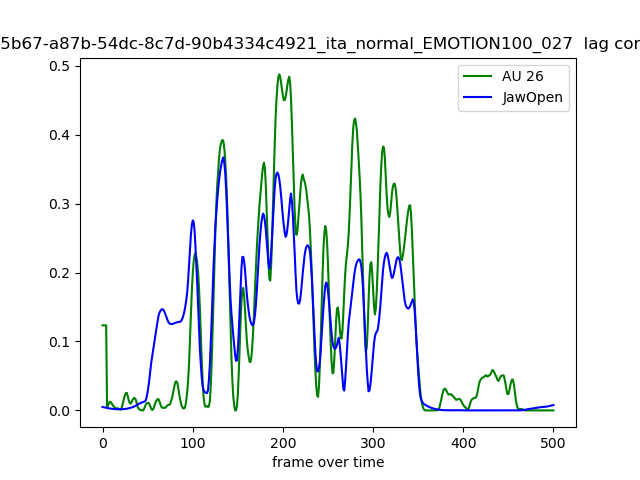 5b67-a87b-54dc-8c7d-90b4334c4921_ita_normal_EMOTION100_027 lag cor
AU 26
JawOpen
0.5
0.4
0.3
0.2
0.1
0.0
0 100 200 300 400 500
frame over time